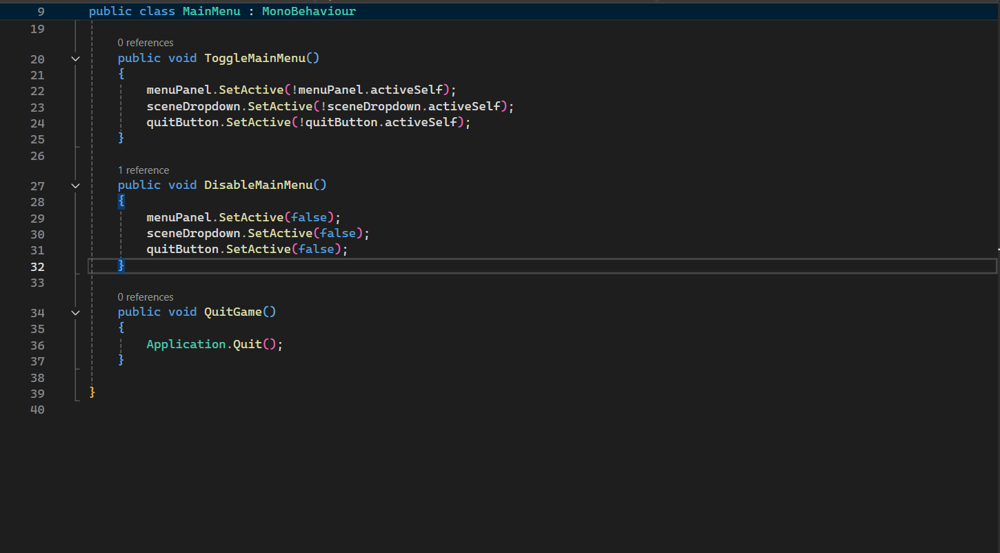 9 public class MainMenu : MonoBehaviour
19
0 references
20 public void ToggleMainMenu()
21 {
22 menuPanel.SetActive(!menuPanel.activeSelf);
23 sceneDropdown.SetActive(!sceneDropdown.activeSelf);
24 quitButton.SetActive(!quitButton.activeSelf);
25 }
26
1 reference
27 public void DisableMainMenu()
28 {
29 menuPanel.SetActive(false);
30 sceneDropdown.SetActive(false);
31 quitButton.SetActive(false);
32 }
33
0 references
34 public void QuitGame()
35 {
36 Application.Quit();
37 }
38
39 }
40